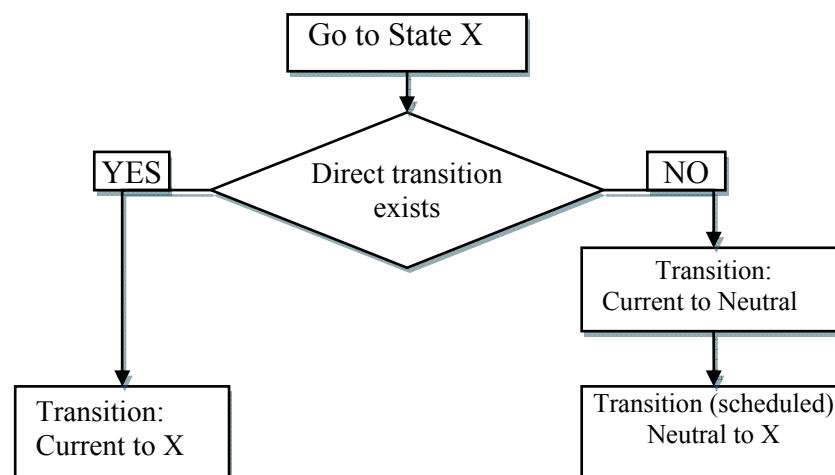 Go to State X
YES
Direct transition
exists
NO
Transition:
Current to Neutral
Transition:
Current to X
Transition (scheduled)
Neutral to X